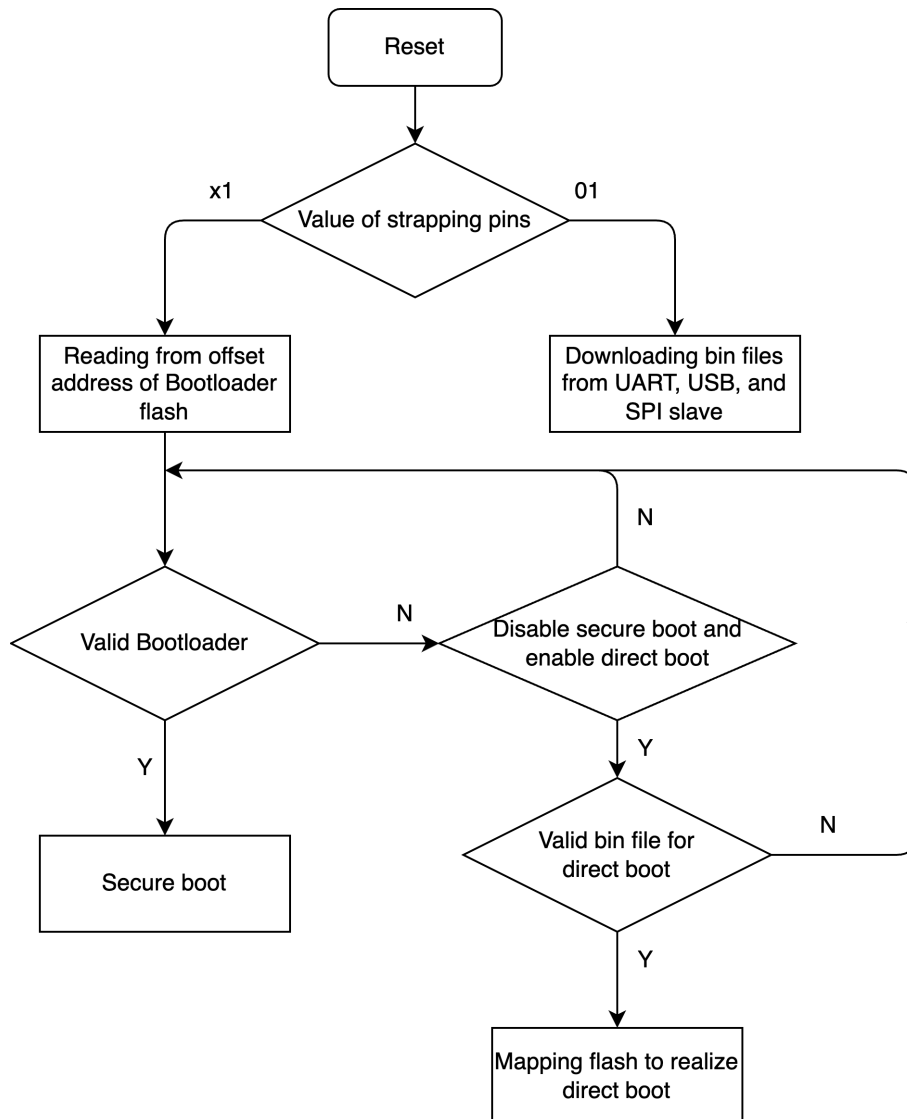 Reset
x1
01
Value of strapping pins
Reading from offset
address of Bootloader
flash
Downloading bin files
from UART, USB, and
SPI slave
N
N
Valid Bootloader
Disable secure boot and
enable direct boot
Y
Y
N
Valid bin file for
direct boot
Secure boot
Y
Mapping flash to realize
direct boot